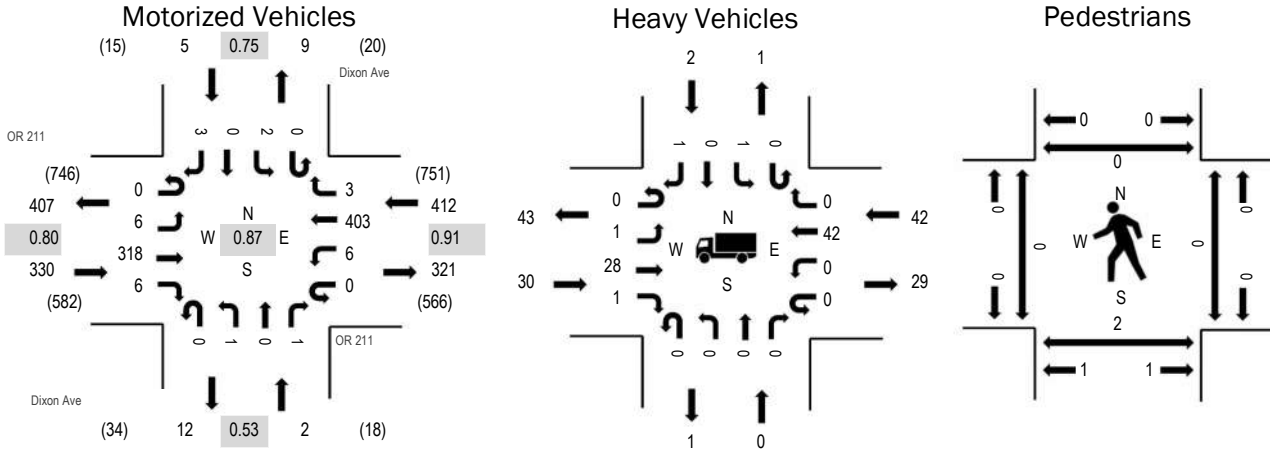 Motorized Vehicles
(15) 5 0.75 9 (20)
Dixon Ave
OR 211
3 0 2 0
(746) 0 3 (751)
407 6 403 412
0.80 N 0.91
W 0.87 E
S
330 318 6 321
(582) 6 0 (566)
0 1 0 1
OR 211
Dixon Ave
(34) 12 0.53 2 (18)
Heavy Vehicles
2 1
1 0 1 0
0 0
43 1 42 42
N
W E
S
30 28 0 29
1 0
0 0 0 0
1 0
Pedestrians
0 0
0
0 0
N
W E
0 0
S
0 0
2
1 1